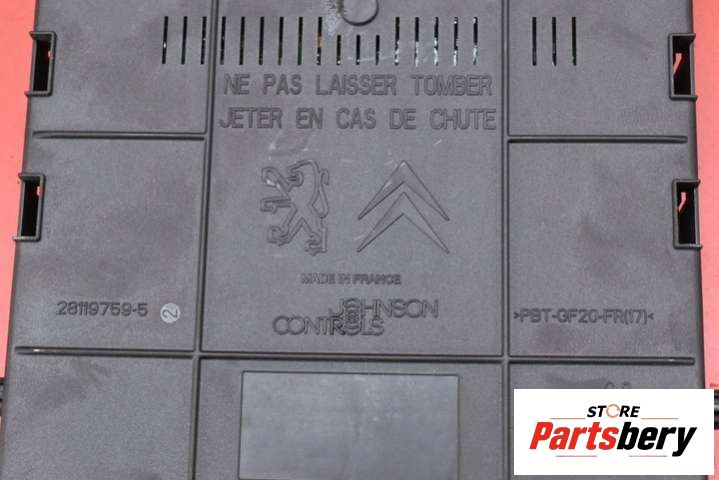 NE PAS LAISSER TOMBER
JETER EN CAS DE CHUTE
MADE IN FRANCE
28119759-5 2
JOHNSON
CONTROLS
>PBT-GF20-FR(17)<
STORE
Partsbery